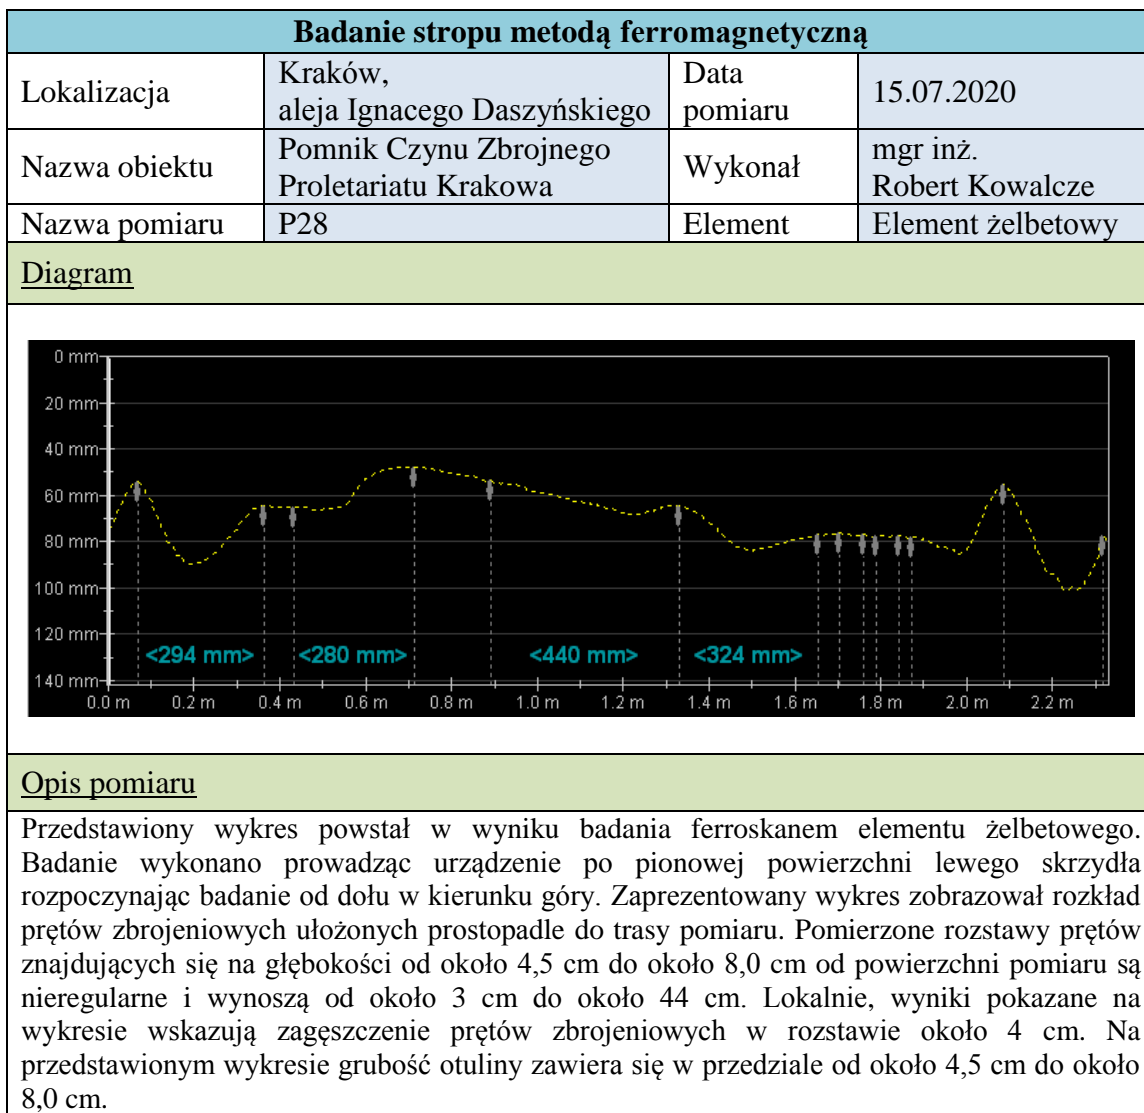 Badanie stropu metodą ferromagnetyczną
Lokalizacja
Kraków,
aleja Ignacego Daszyńskiego
Data
pomiaru
15.07.2020
Nazwa obiektu
Pomnik Czynu Zbrojnego
Proletariatu Krakowa
Wykonał
mgr inż.
Robert Kowalcze
Nazwa pomiaru
P28
Element
Element żelbetowy
Diagram
0 mm
20 mm
40 mm
60 mm
80 mm
100 mm
120 mm
140 mm
<294 mm> <280 mm> <440 mm> <324 mm>
0.0 m 0.2 m 0.4 m 0.6 m 0.8 m 1.0 m 1.2 m 1.4 m 1.6 m 1.8 m 2.0 m 2.2 m
Opis pomiaru
Przedstawiony wykres powstał w wyniku badania ferroskanem elementu żelbetowego.
Badanie wykonano prowadząc urządzenie po pionowej powierzchni lewego skrzydła
rozpoczynając badanie od dołu w kierunku góry. Zaprezentowany wykres zobrazował rozkład
prętów zbrojeniowych ułożonych prostopadle do trasy pomiaru. Pomierzone rozstawy prętów
znajdujących się na głębokości od około 4,5 cm do około 8,0 cm od powierzchni pomiaru są
nieregularne i wynoszą od około 3 cm do około 44 cm. Lokalnie, wyniki pokazane na
wykresie wskazują zagęszczenie prętów zbrojeniowych w rozstawie około 4 cm. Na
przedstawionym wykresie grubość otuliny zawiera się w przedziale od około 4,5 cm do około
8,0 cm.